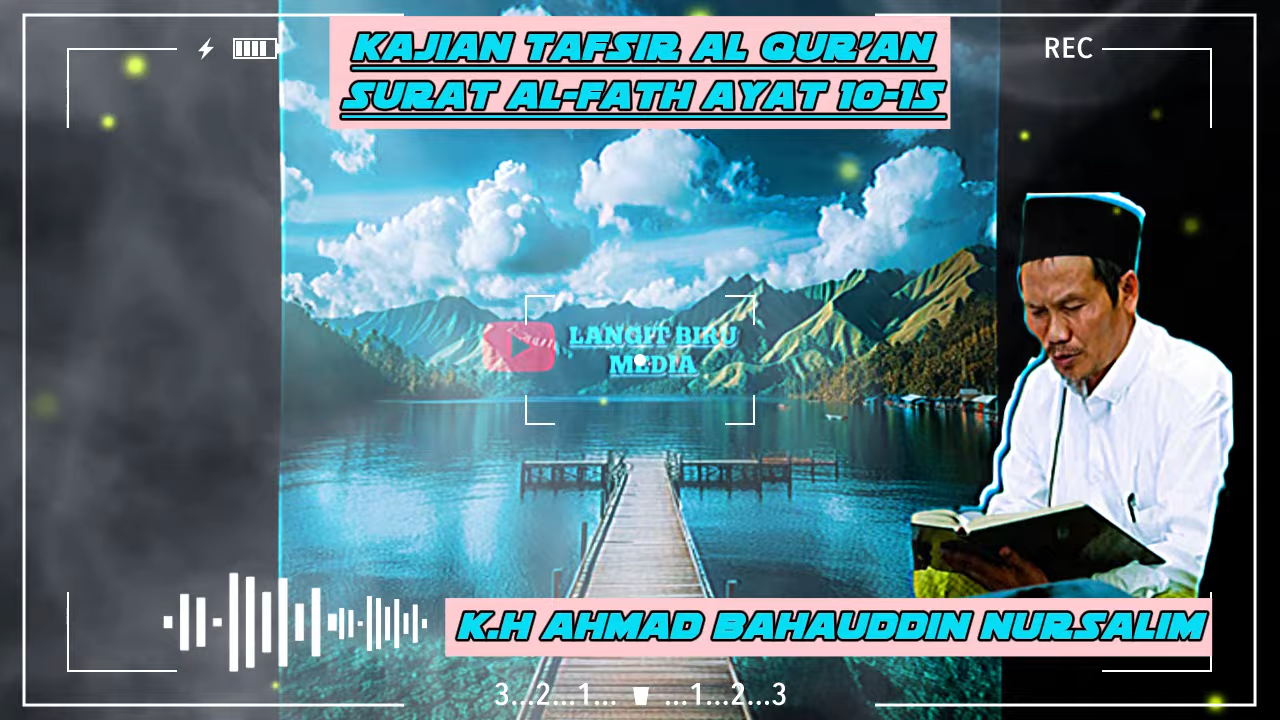 KAJIAN TAFSIR AL QUR'AN
SURAT AL-FATH AYAT 10-15
REC
LANGIT BIRU
MEDIA
K.H AHMAD BAHAUDDIN NURSALIM
3...2...1... ...1...2...3